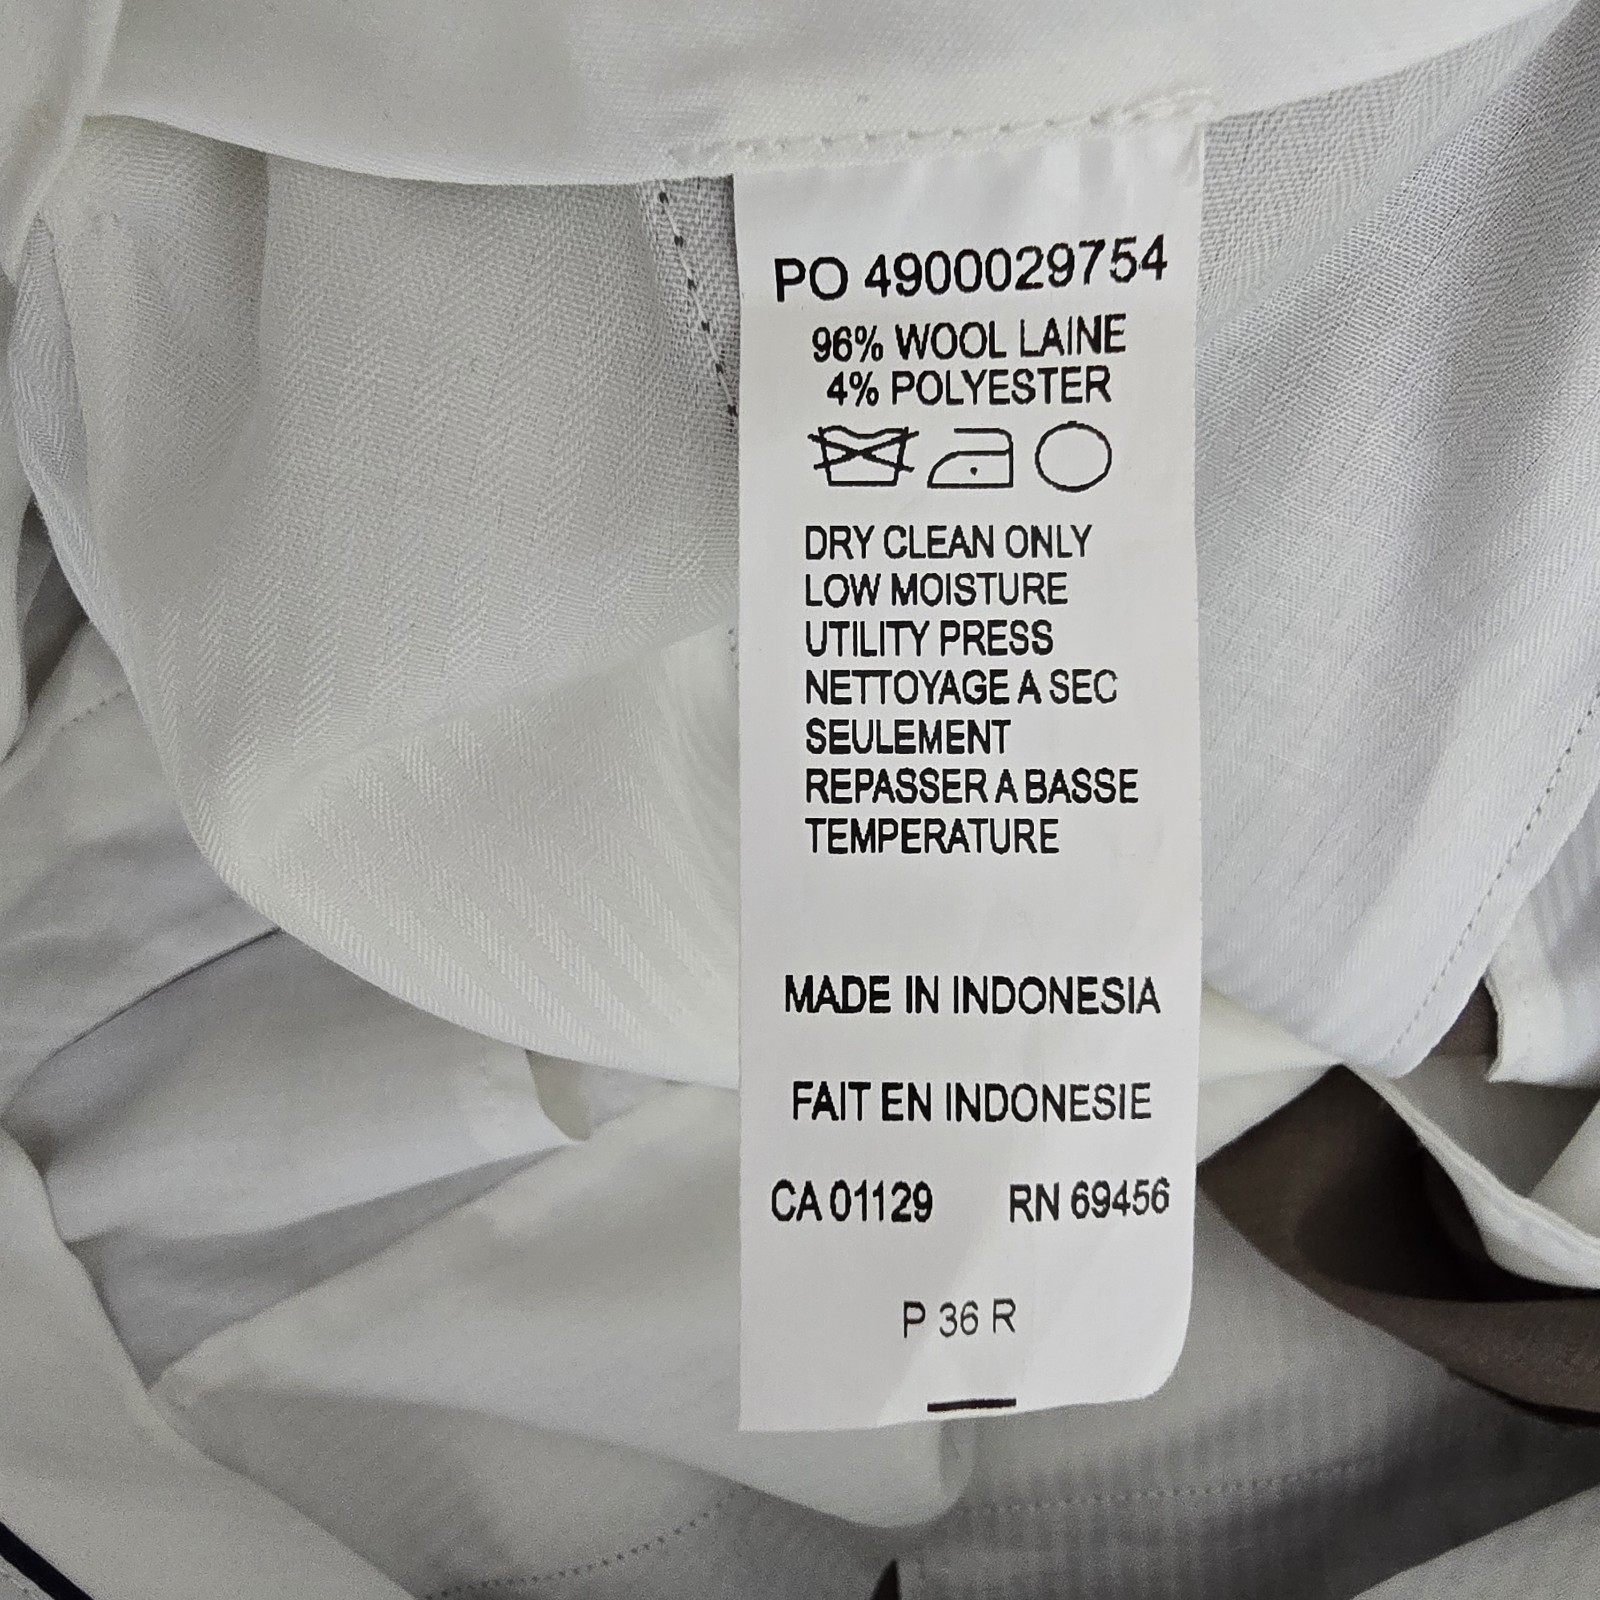 PO 4900029754
96% WOOL LAINE
4% POLYESTER
DRY CLEAN ONLY
LOW MOISTURE
UTILITY PRESS
NETTOYAGE A SEC
SEULEMENT
REPASSER A BASSE
TEMPERATURE
MADE IN INDONESIA
FAIT EN INDONESIE
CA 01129 RN 69456
P 36 R